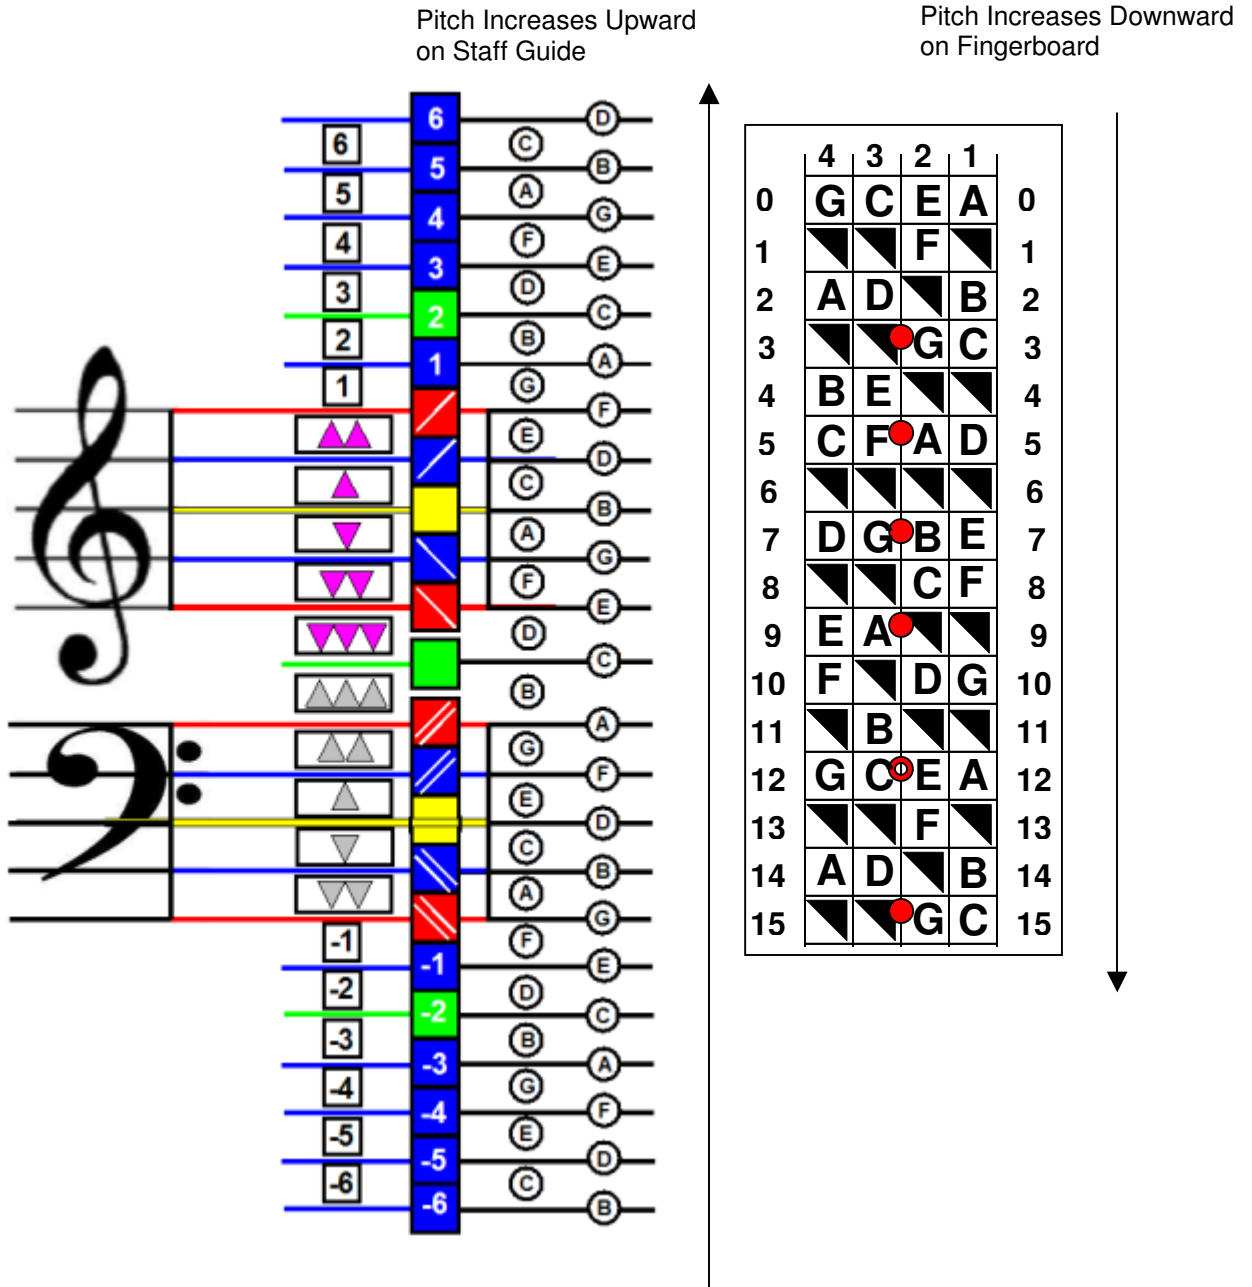 Pitch Increases Upward
on Staff Guide
6 D
6 C
5 B
5 A
4 G
4 F
3 E
3 D
2 C
2 B
1 A
1 G
F
E
D
C
B
A
G
F
E
D
C
B
A
G
F
E
D
C
B
A
G
-1 F
-1 E
-2 D
-2 C
-3 B
-3 A
-4 G
-4 F
-5 E
-5 D
-6 C
-6 B
Pitch Increases Downward
on Fingerboard
4 3 2 1
0 G C E A 0
1 F 1
2 A D B 2
3 G C 3
4 B E 4
5 C F A D 5
6 6
7 D G B E 7
8 C F 8
9 E A 9
10 F D G 10
11 B 11
12 G C E A 12
13 F 13
14 A D B 14
15 G C 15